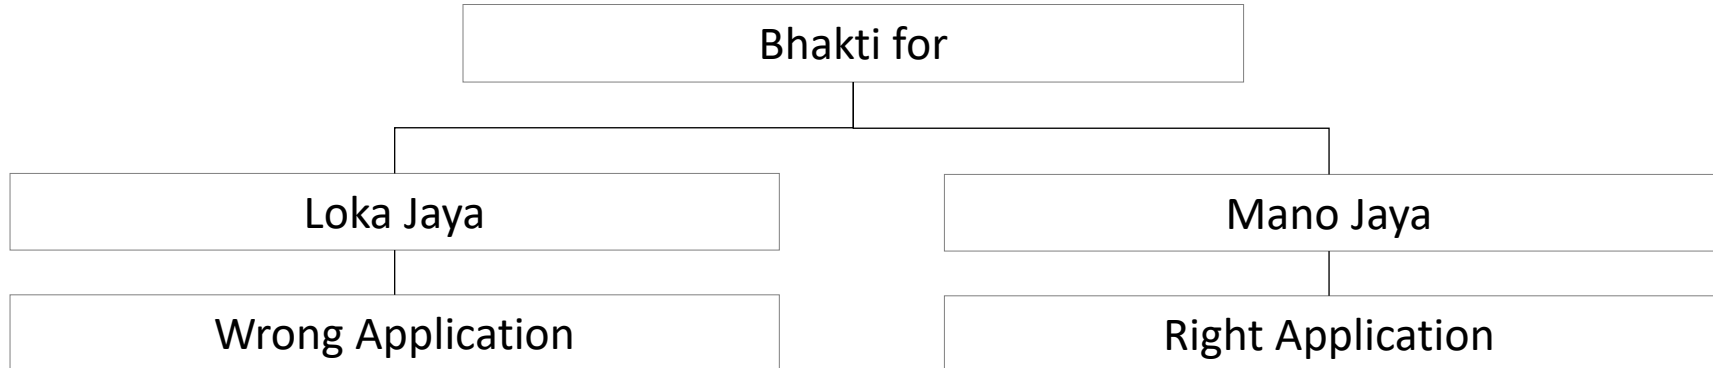 Bhakti for
Loka Jaya
Mano Jaya
Wrong Application
Right Application